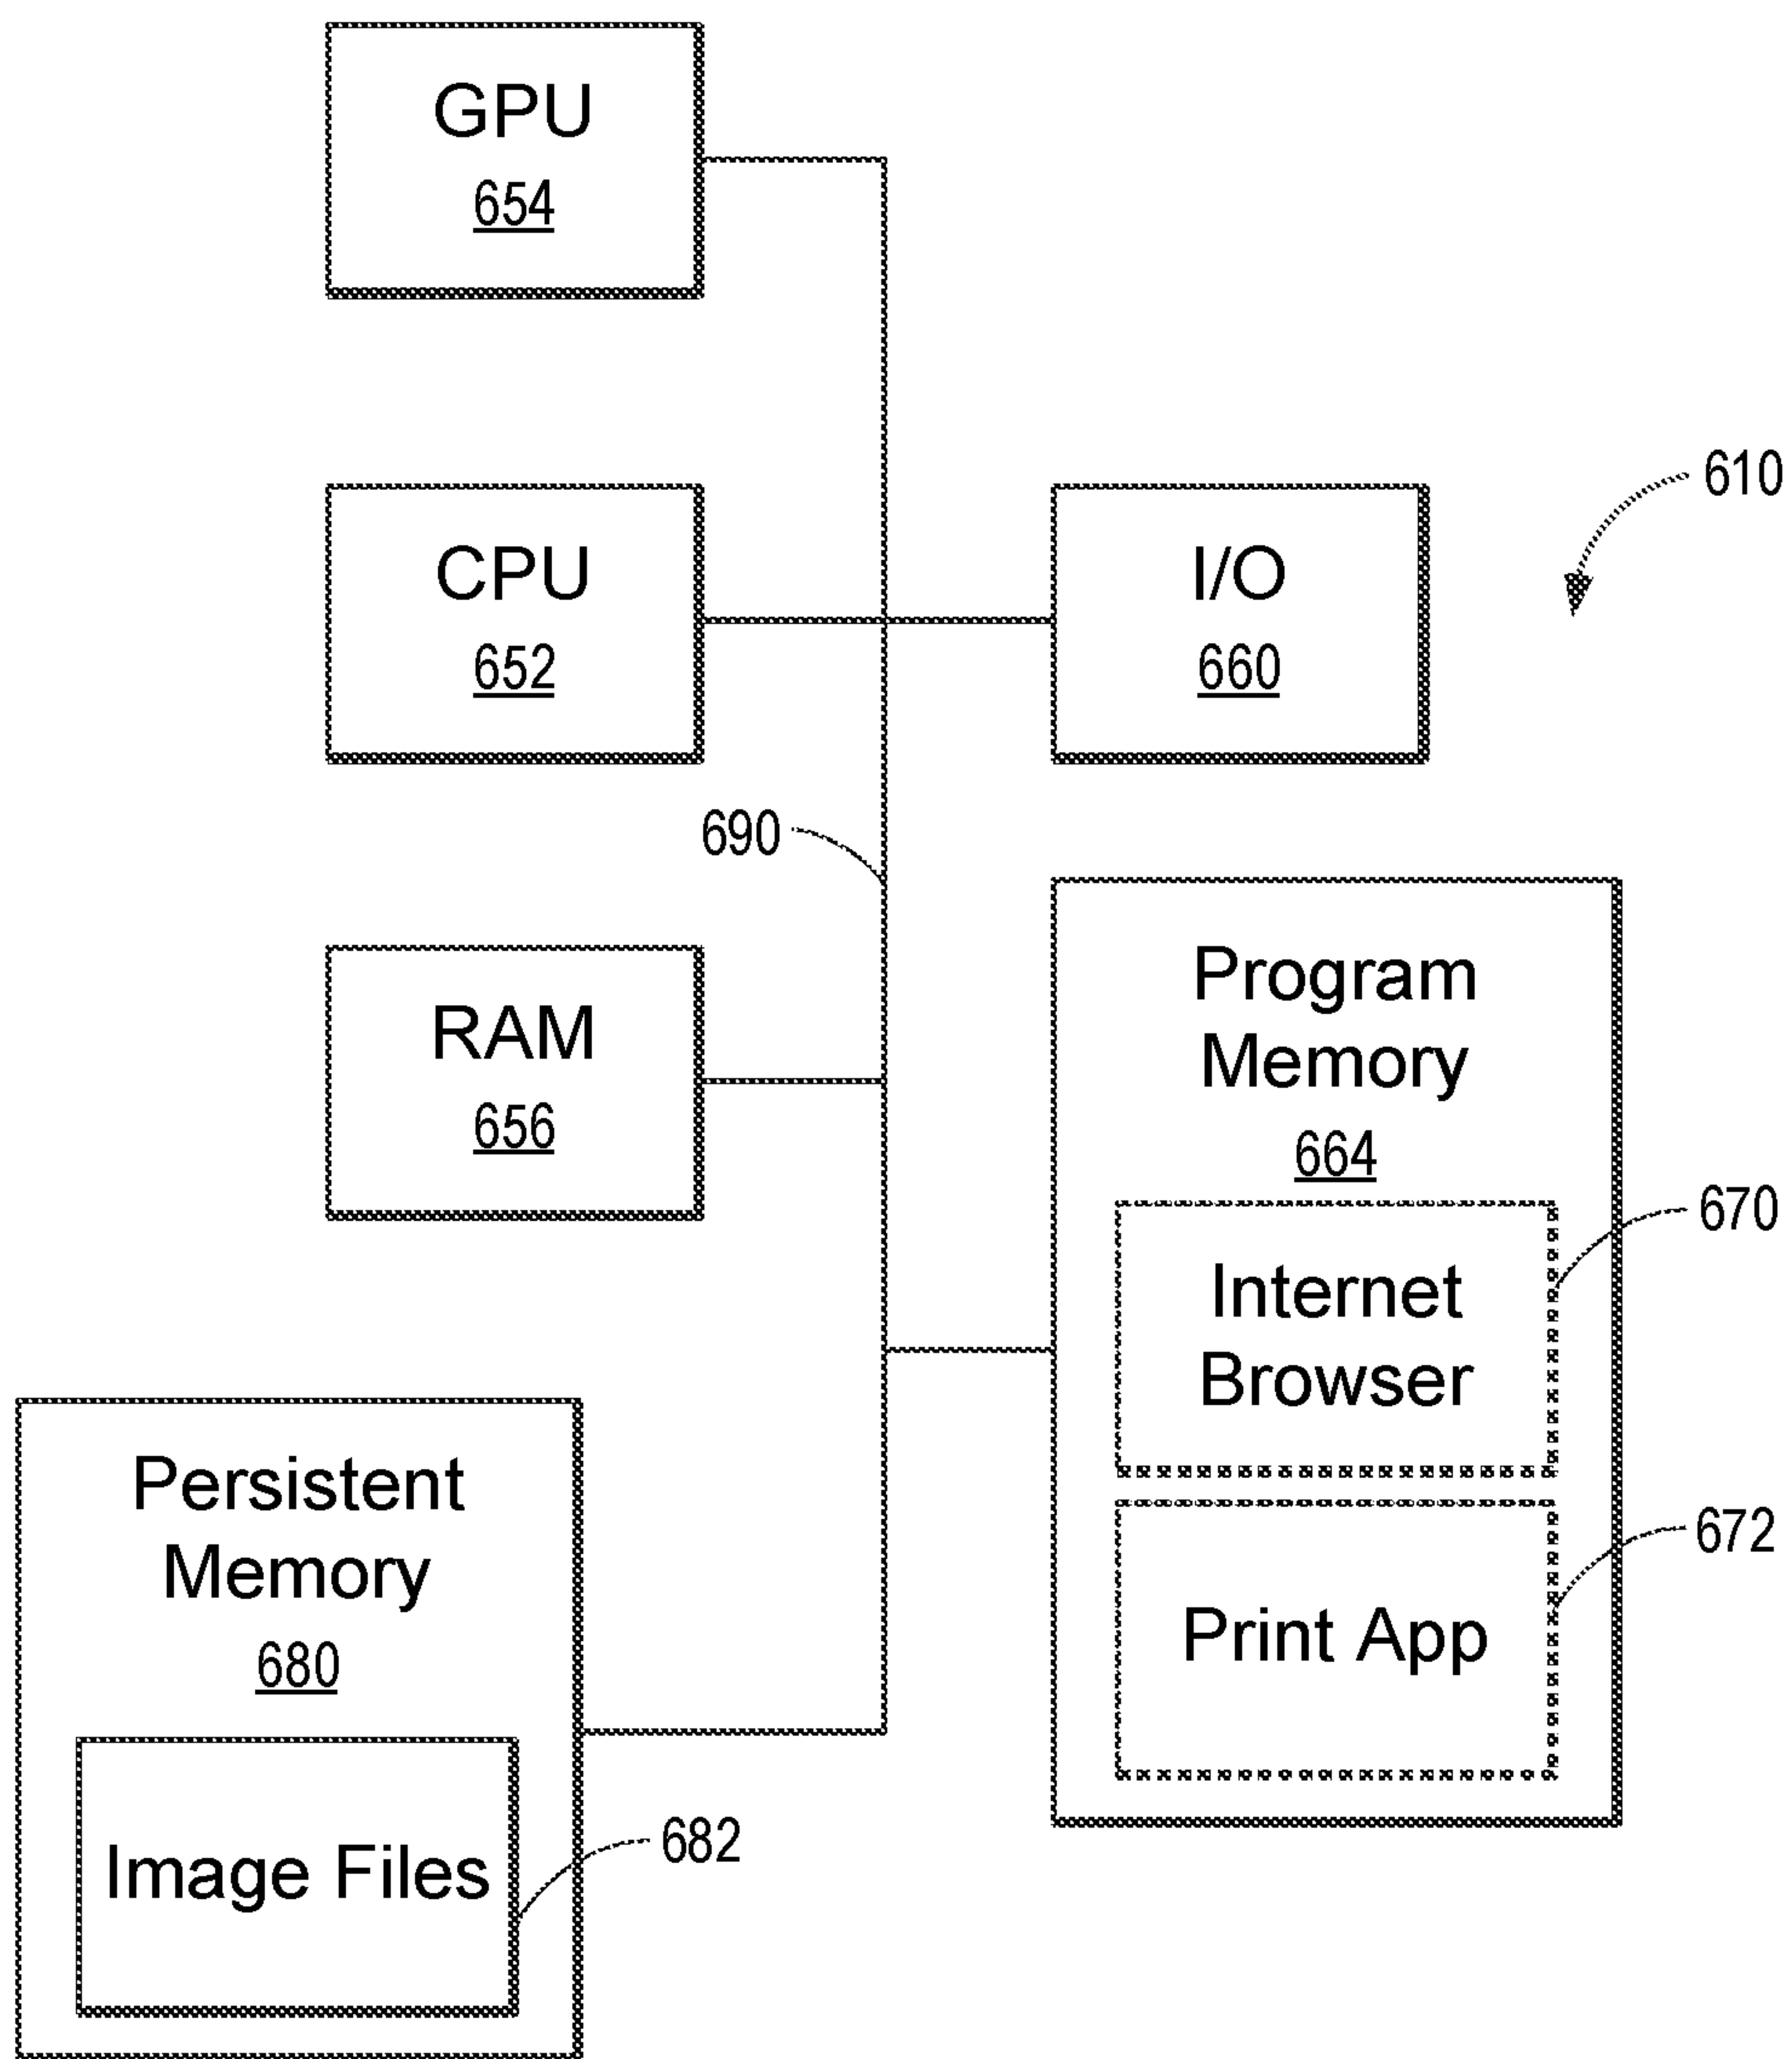 GPU
654
CPU
652
I/O
660
610
690
RAM
656
Program
Memory
664
Internet
Browser
670
Print App
672
Persistent
Memory
680
Image Files
682